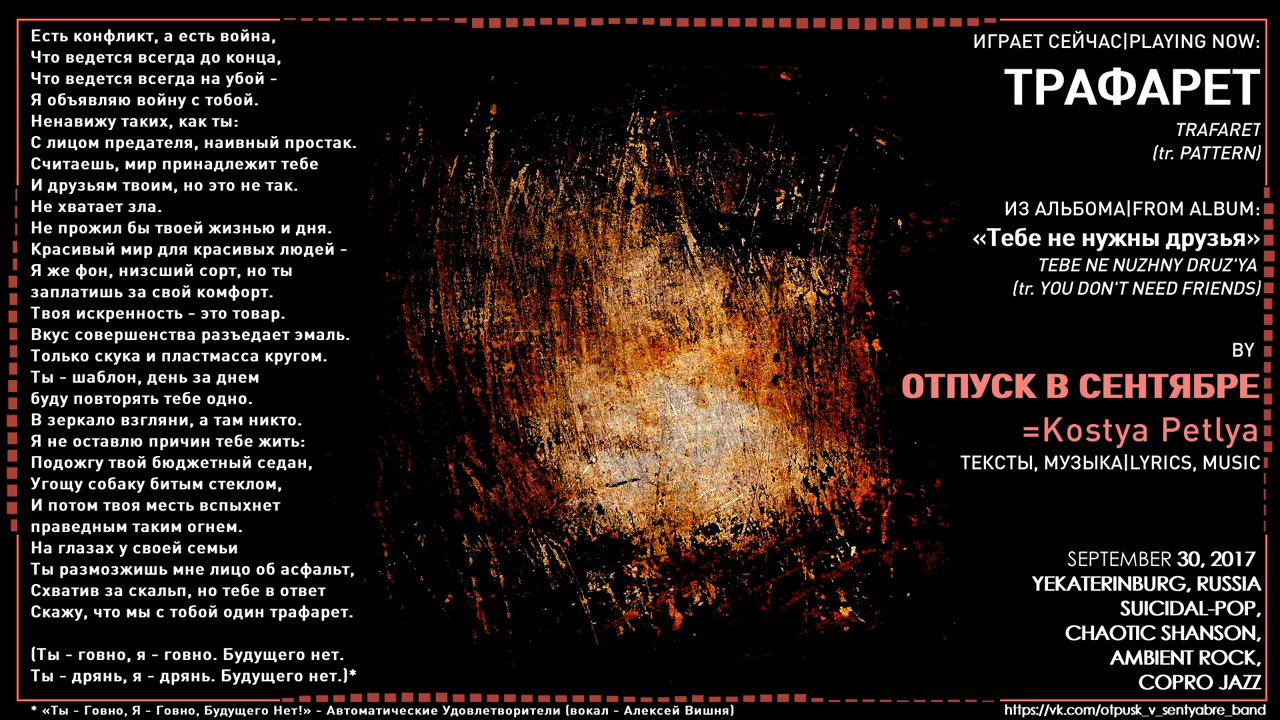 Есть конфликт, а есть война,
Что ведется всегда до конца,
Что ведется всегда на убой -
Я объявляю войну с тобой.
Ненавижу таких, как ты:
С лицом предателя, наивный простак.
Считаешь, мир принадлежит тебе
И друзьям твоим, но это не так.
Не хватает зла.
Не прожил бы твоей жизнью и дня.
Красивый мир для красивых людей -
Я же фон, низсший сорт, но ты
заплатишь за свой комфорт.
Твоя искренность - это товар.
Вкус совершенства разъедает эмаль.
Только скука и пластмасса кругом.
Ты - шаблон, день за днем
буду повторять тебе одно.
В зеркало взгляни, а там никто.
Я не оставлю причин тебе жить:
Подожгу твой бюджетный седан,
Угощу собаку битым стеклом,
И потом твоя месть вспыхнет
праведным таким огнем.
На глазах у своей семьи
Ты размозжишь мне лицо об асфальт,
Схватив за скальп, но тебе в ответ
Скажу, что мы с тобой один трафарет.
(Ты - говно, я - говно. Будущего нет.
Ты - дрянь, я - дрянь. Будущего нет.)*
* «Ты - Говно, Я - Говно, Будущего Нет!» - Автоматические Удовлетворители (вокал - Алексей Вишня)
ИГРАЕТ СЕЙЧАС|PLAYING NOW:
ТРАФАРЕТ
TRAFARET
(tr. PATTERN)
ИЗ АЛЬБОМА|FROM ALBUM:
«Тебе не нужны друзья»
TEBE NE NUZHNY DRUZ'YA
(tr. YOU DON'T NEED FRIENDS)
BY
ОТПУСК В СЕНТЯБРЕ
=Kostya Petlya
ТЕКСТЫ, МУЗЫКА|LYRICS, MUSIC
SEPTEMBER 30, 2017
YEKATERINBURG, RUSSIA
SUICIDAL-POP,
CHAOTIC SHANSON,
AMBIENT ROCK,
COPRO JAZZ
https://vk.com/otpusk_v_sentyabre_band